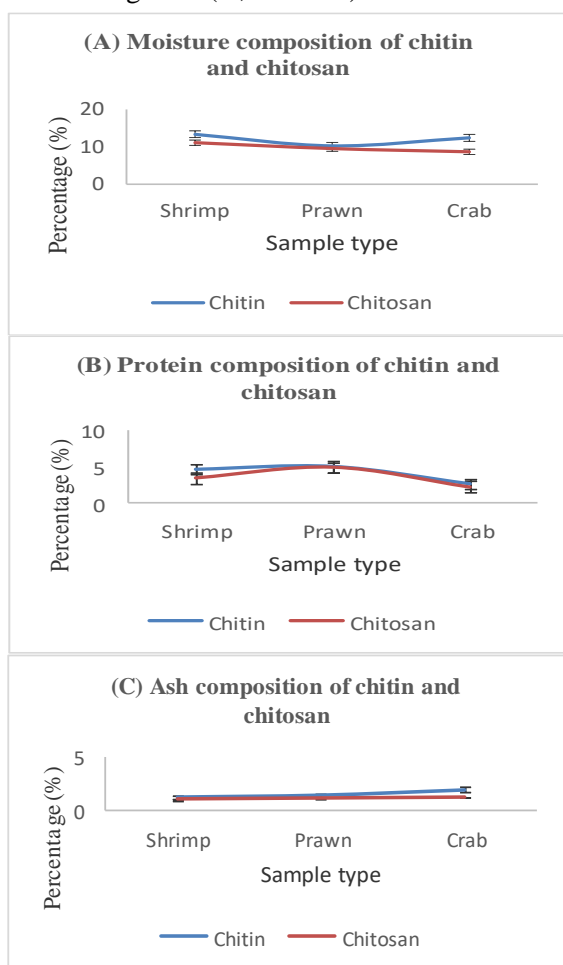 (A) Moisture composition of chitin
and chitosan
20
10
0
Percentage (%)
Shrimp Prawn Crab
Sample type
Chitin Chitosan
(B) Protein composition of chitin and
chitosan
10
5
0
Percentage (%)
Shrimp Prawn Crab
Sample type
Chitin Chitosan
(C) Ash composition of chitin and
chitosan
5
0
Percentage (%)
Shrimp Prawn Crab
Sample type
Chitin Chitosan